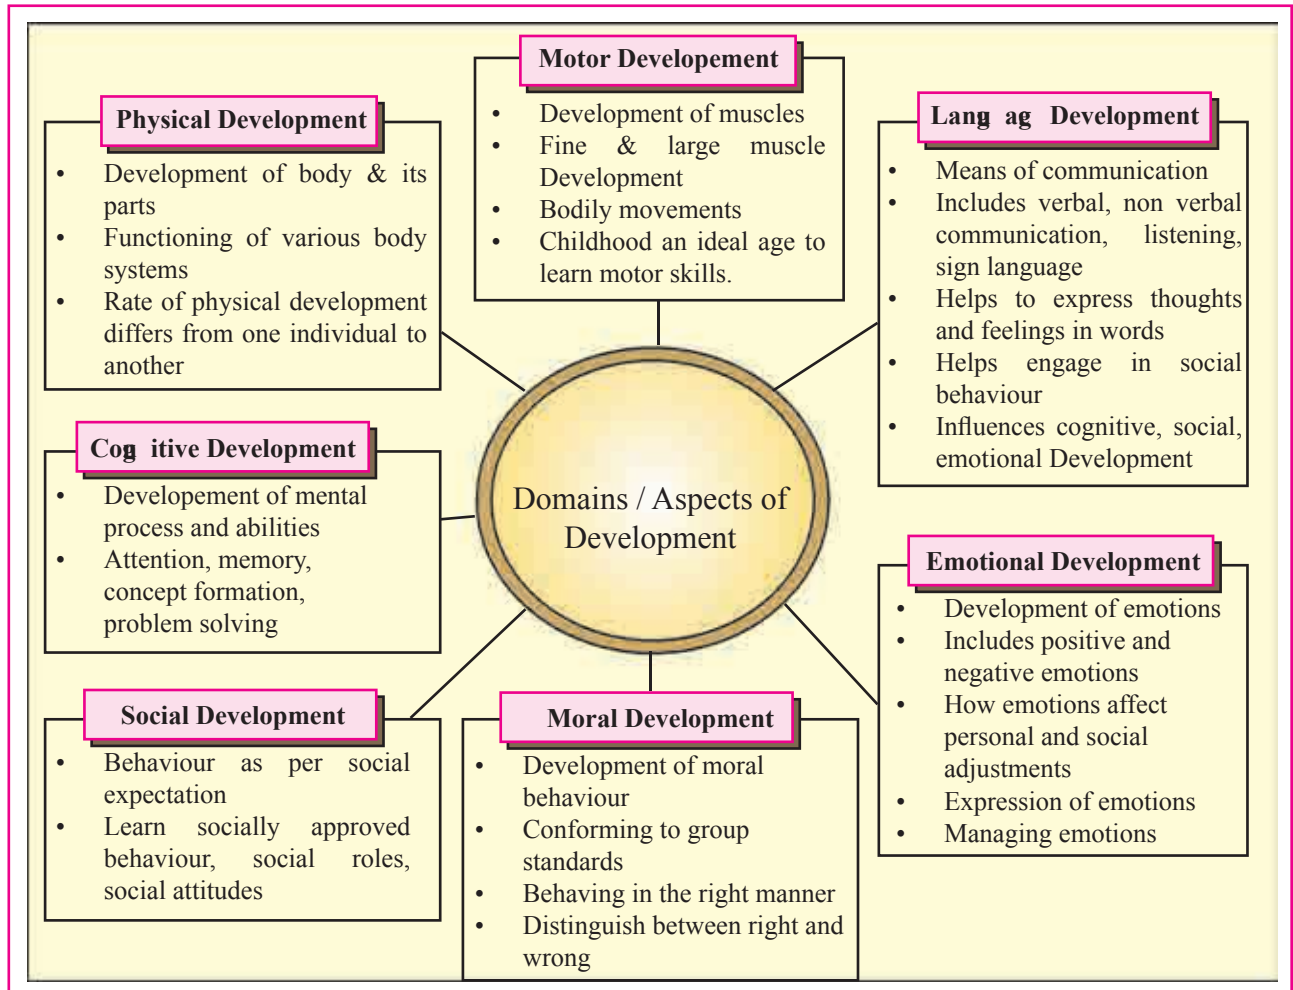 Motor Developement
• Development of muscles
• Fine & large muscle
Development
• Bodily movements
• Childhood an ideal age to
learn motor skills.
Physical Development
• Development of body & its
parts
• Functioning of various body
systems
• Rate of physical development
differs from one individual to
another
Language Development
• Means of communication
• Includes verbal, non verbal
communication, listening,
sign language
• Helps to express thoughts
and feelings in words
• Helps engage in social
behaviour
• Influences cognitive, social,
emotional Development
Cognitive Development
• Developement of mental
process and abilities
• Attention, memory,
concept formation,
problem solving
Domains / Aspects of
Development
Emotional Development
• Development of emotions
• Includes positive and
negative emotions
• How emotions affect
personal and social
adjustments
• Expression of emotions
• Managing emotions
Social Development
• Behaviour as per social
expectation
• Learn socially approved
behaviour, social roles,
social attitudes
Moral Development
• Development of moral
behaviour
• Conforming to group
standards
• Behaving in the right manner
• Distinguish between right and
wrong